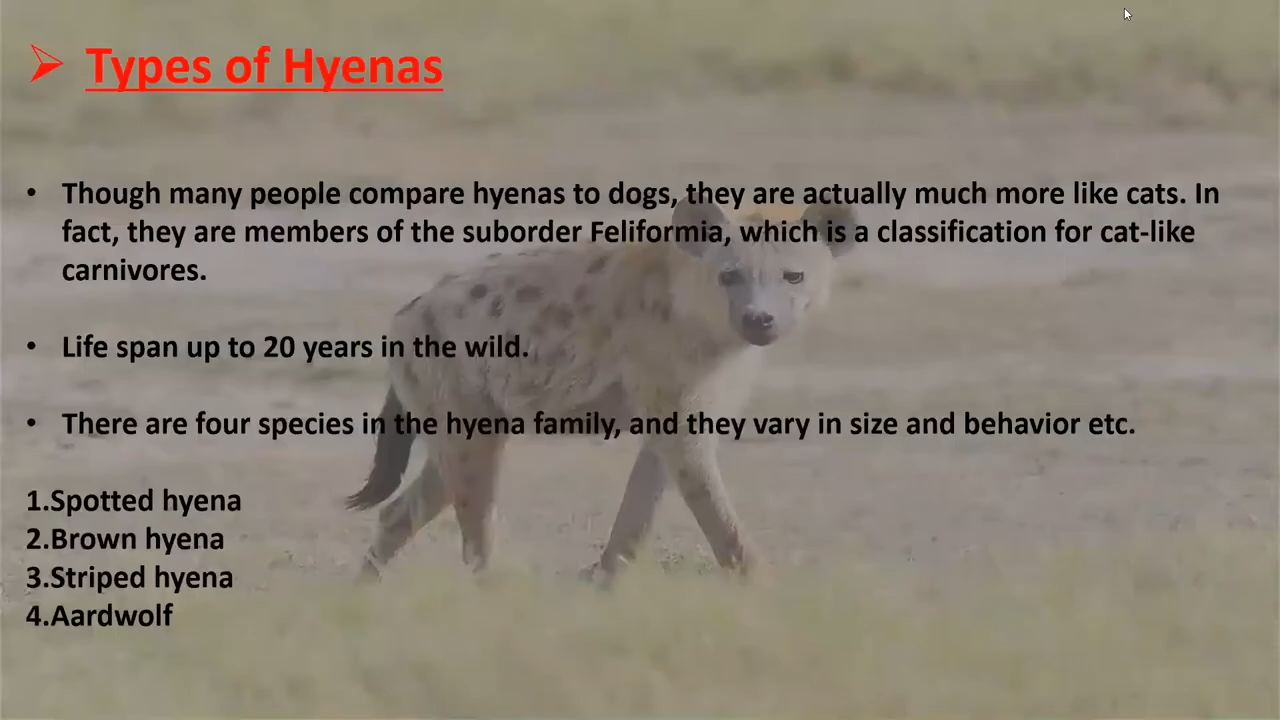 ➢ Types of Hyenas
• Though many people compare hyenas to dogs, they are actually much more like cats. In
fact, they are members of the suborder Feliformia, which is a classification for cat-like
carnivores.
• Life span up to 20 years in the wild.
• There are four species in the hyena family, and they vary in size and behavior etc.
1.Spotted hyena
2.Brown hyena
3.Striped hyena
4.Aardwolf